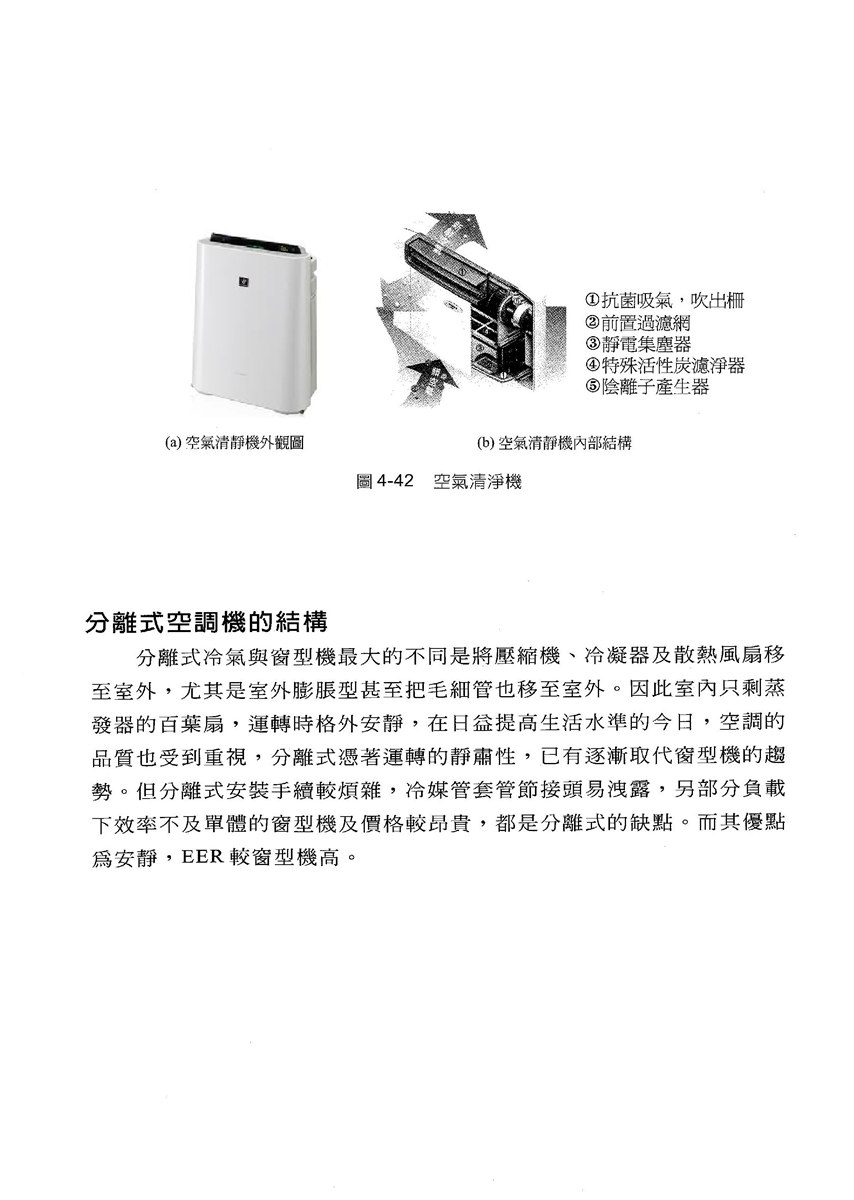 ①抗菌吸氣，吹出柵
②前置過濾網
③靜電集塵器
④特殊活性炭濾淨器
⑤陰離子產生器
(a) 空氣清靜機外觀圖
(b) 空氣清靜機內部結構
圖 4-42 空氣清淨機
分離式空調機的結構
分離式冷氣與窗型機最大的不同是將壓縮機、冷凝器及散熱風扇移
至室外，尤其是室外膨脹型甚至把毛細管也移至室外。因此室內只剩蒸
發器的百葉扇，運轉時格外安靜，在日益提高生活水準的今日，空調的
品質也受到重視，分離式憑著運轉的靜肅性，已有逐漸取代窗型機的趨
勢。但分離式安裝手續較煩雜，冷媒管套管節接頭易洩露，另部分負載
下效率不及單體的窗型機及價格較昂貴，都是分離式的缺點。而其優點
爲安靜，EER 較窗型機高。